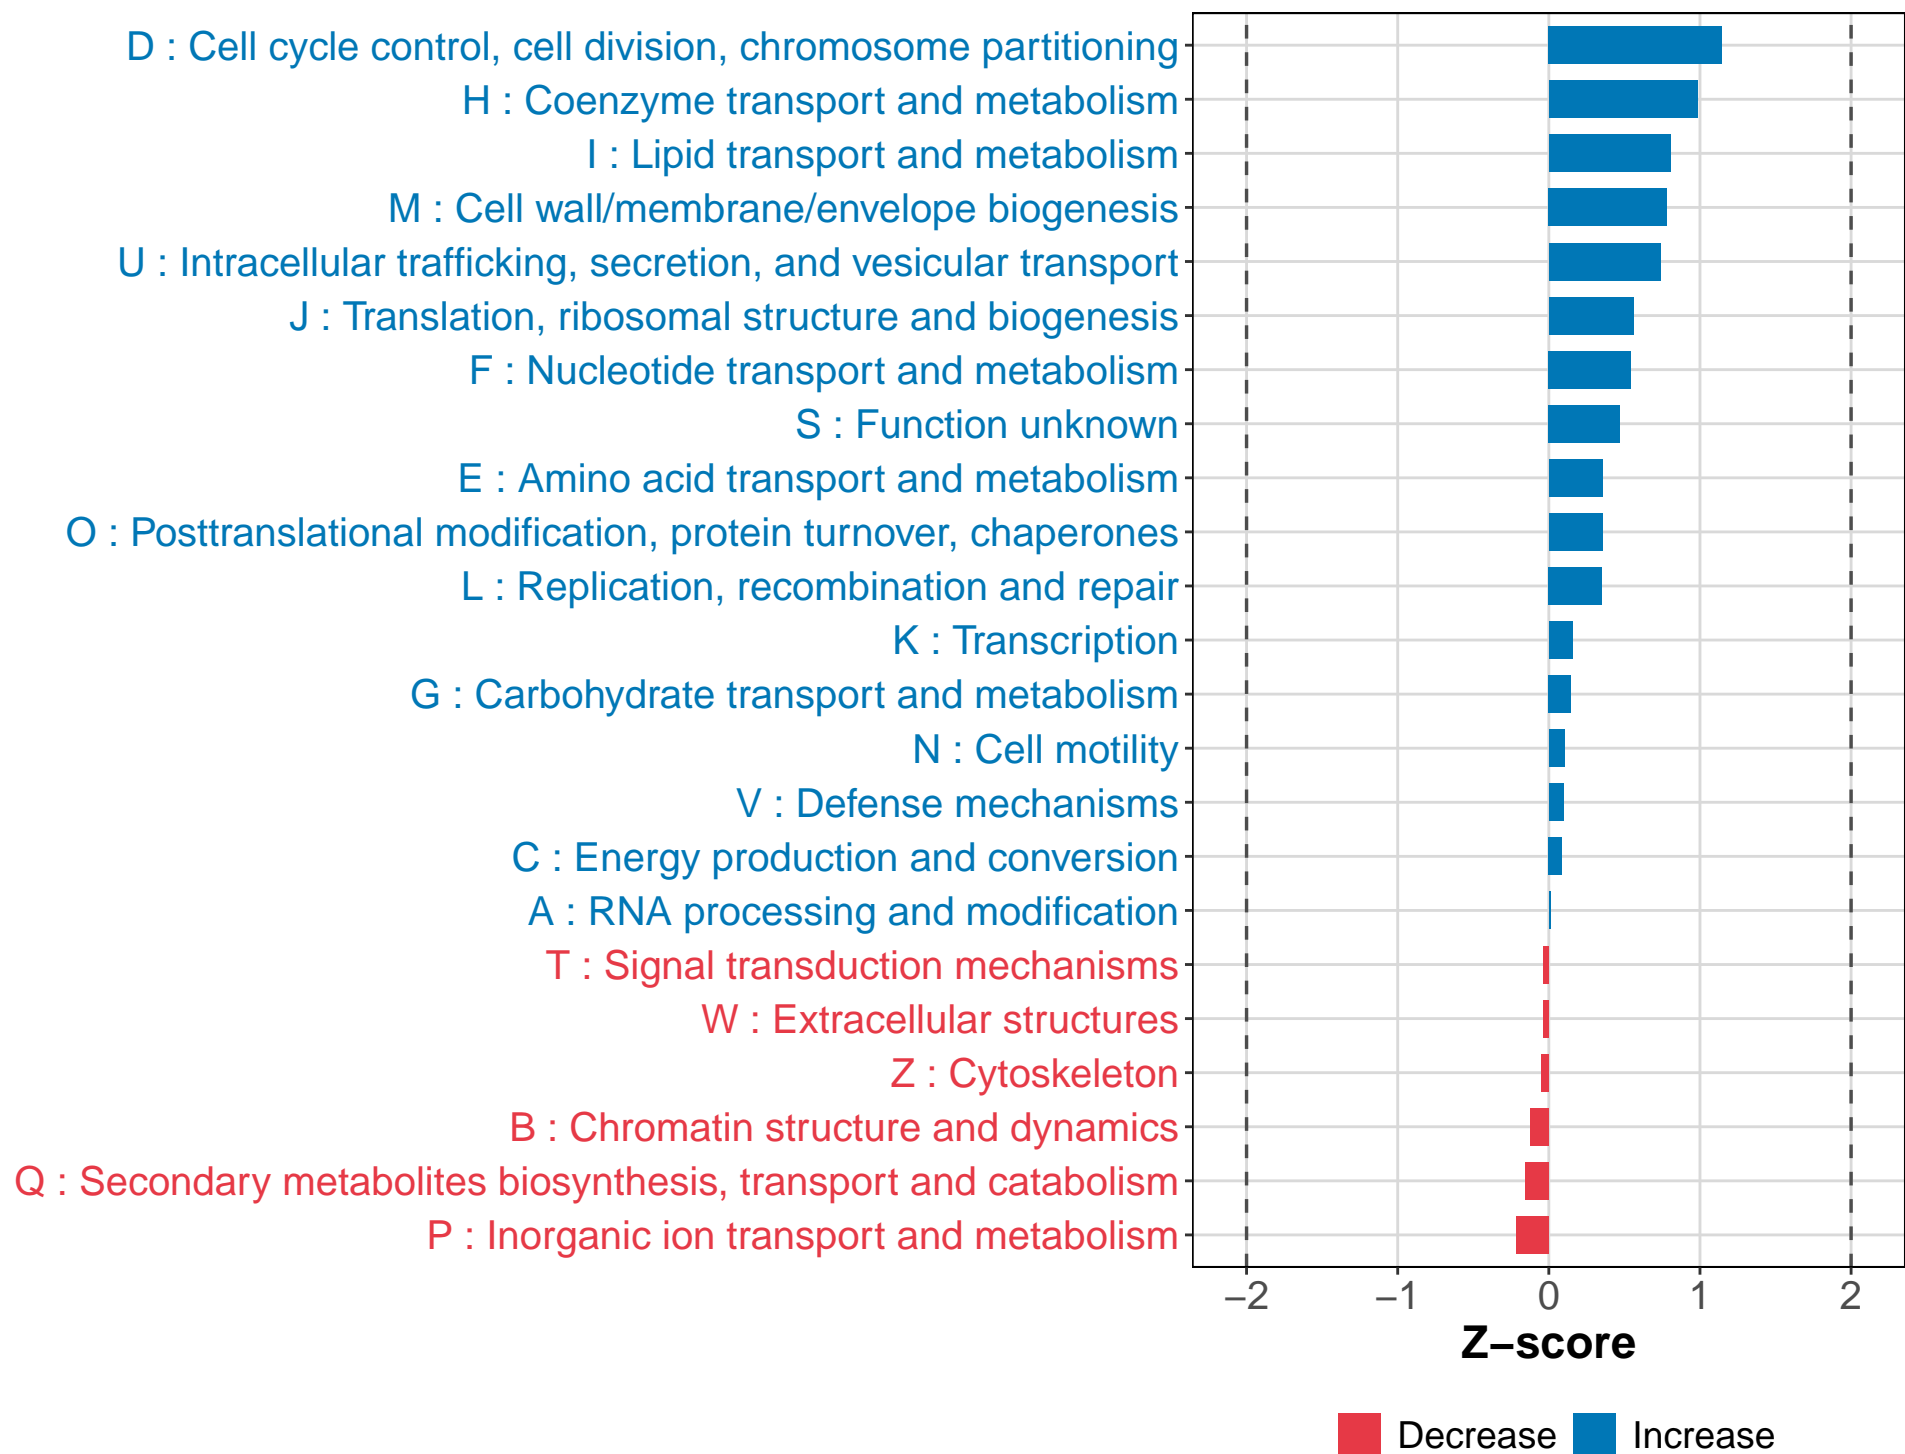 D : Cell cycle control, cell division, chromosome partitioning
H : Coenzyme transport and metabolism
I : Lipid transport and metabolism
M : Cell wall/membrane/envelope biogenesis
U : Intracellular trafficking, secretion, and vesicular transport
J : Translation, ribosomal structure and biogenesis
F : Nucleotide transport and metabolism
S : Function unknown
E : Amino acid transport and metabolism
O : Posttranslational modification, protein turnover, chaperones
L : Replication, recombination and repair
K : Transcription
G : Carbohydrate transport and metabolism
N : Cell motility
V : Defense mechanisms
C : Energy production and conversion
A : RNA processing and modification
T : Signal transduction mechanisms
W : Extracellular structures
Z : Cytoskeleton
B : Chromatin structure and dynamics
Q : Secondary metabolites biosynthesis, transport and catabolism
P : Inorganic ion transport and metabolism
−2 −1 0 1 2
Z−score
Decrease Increase